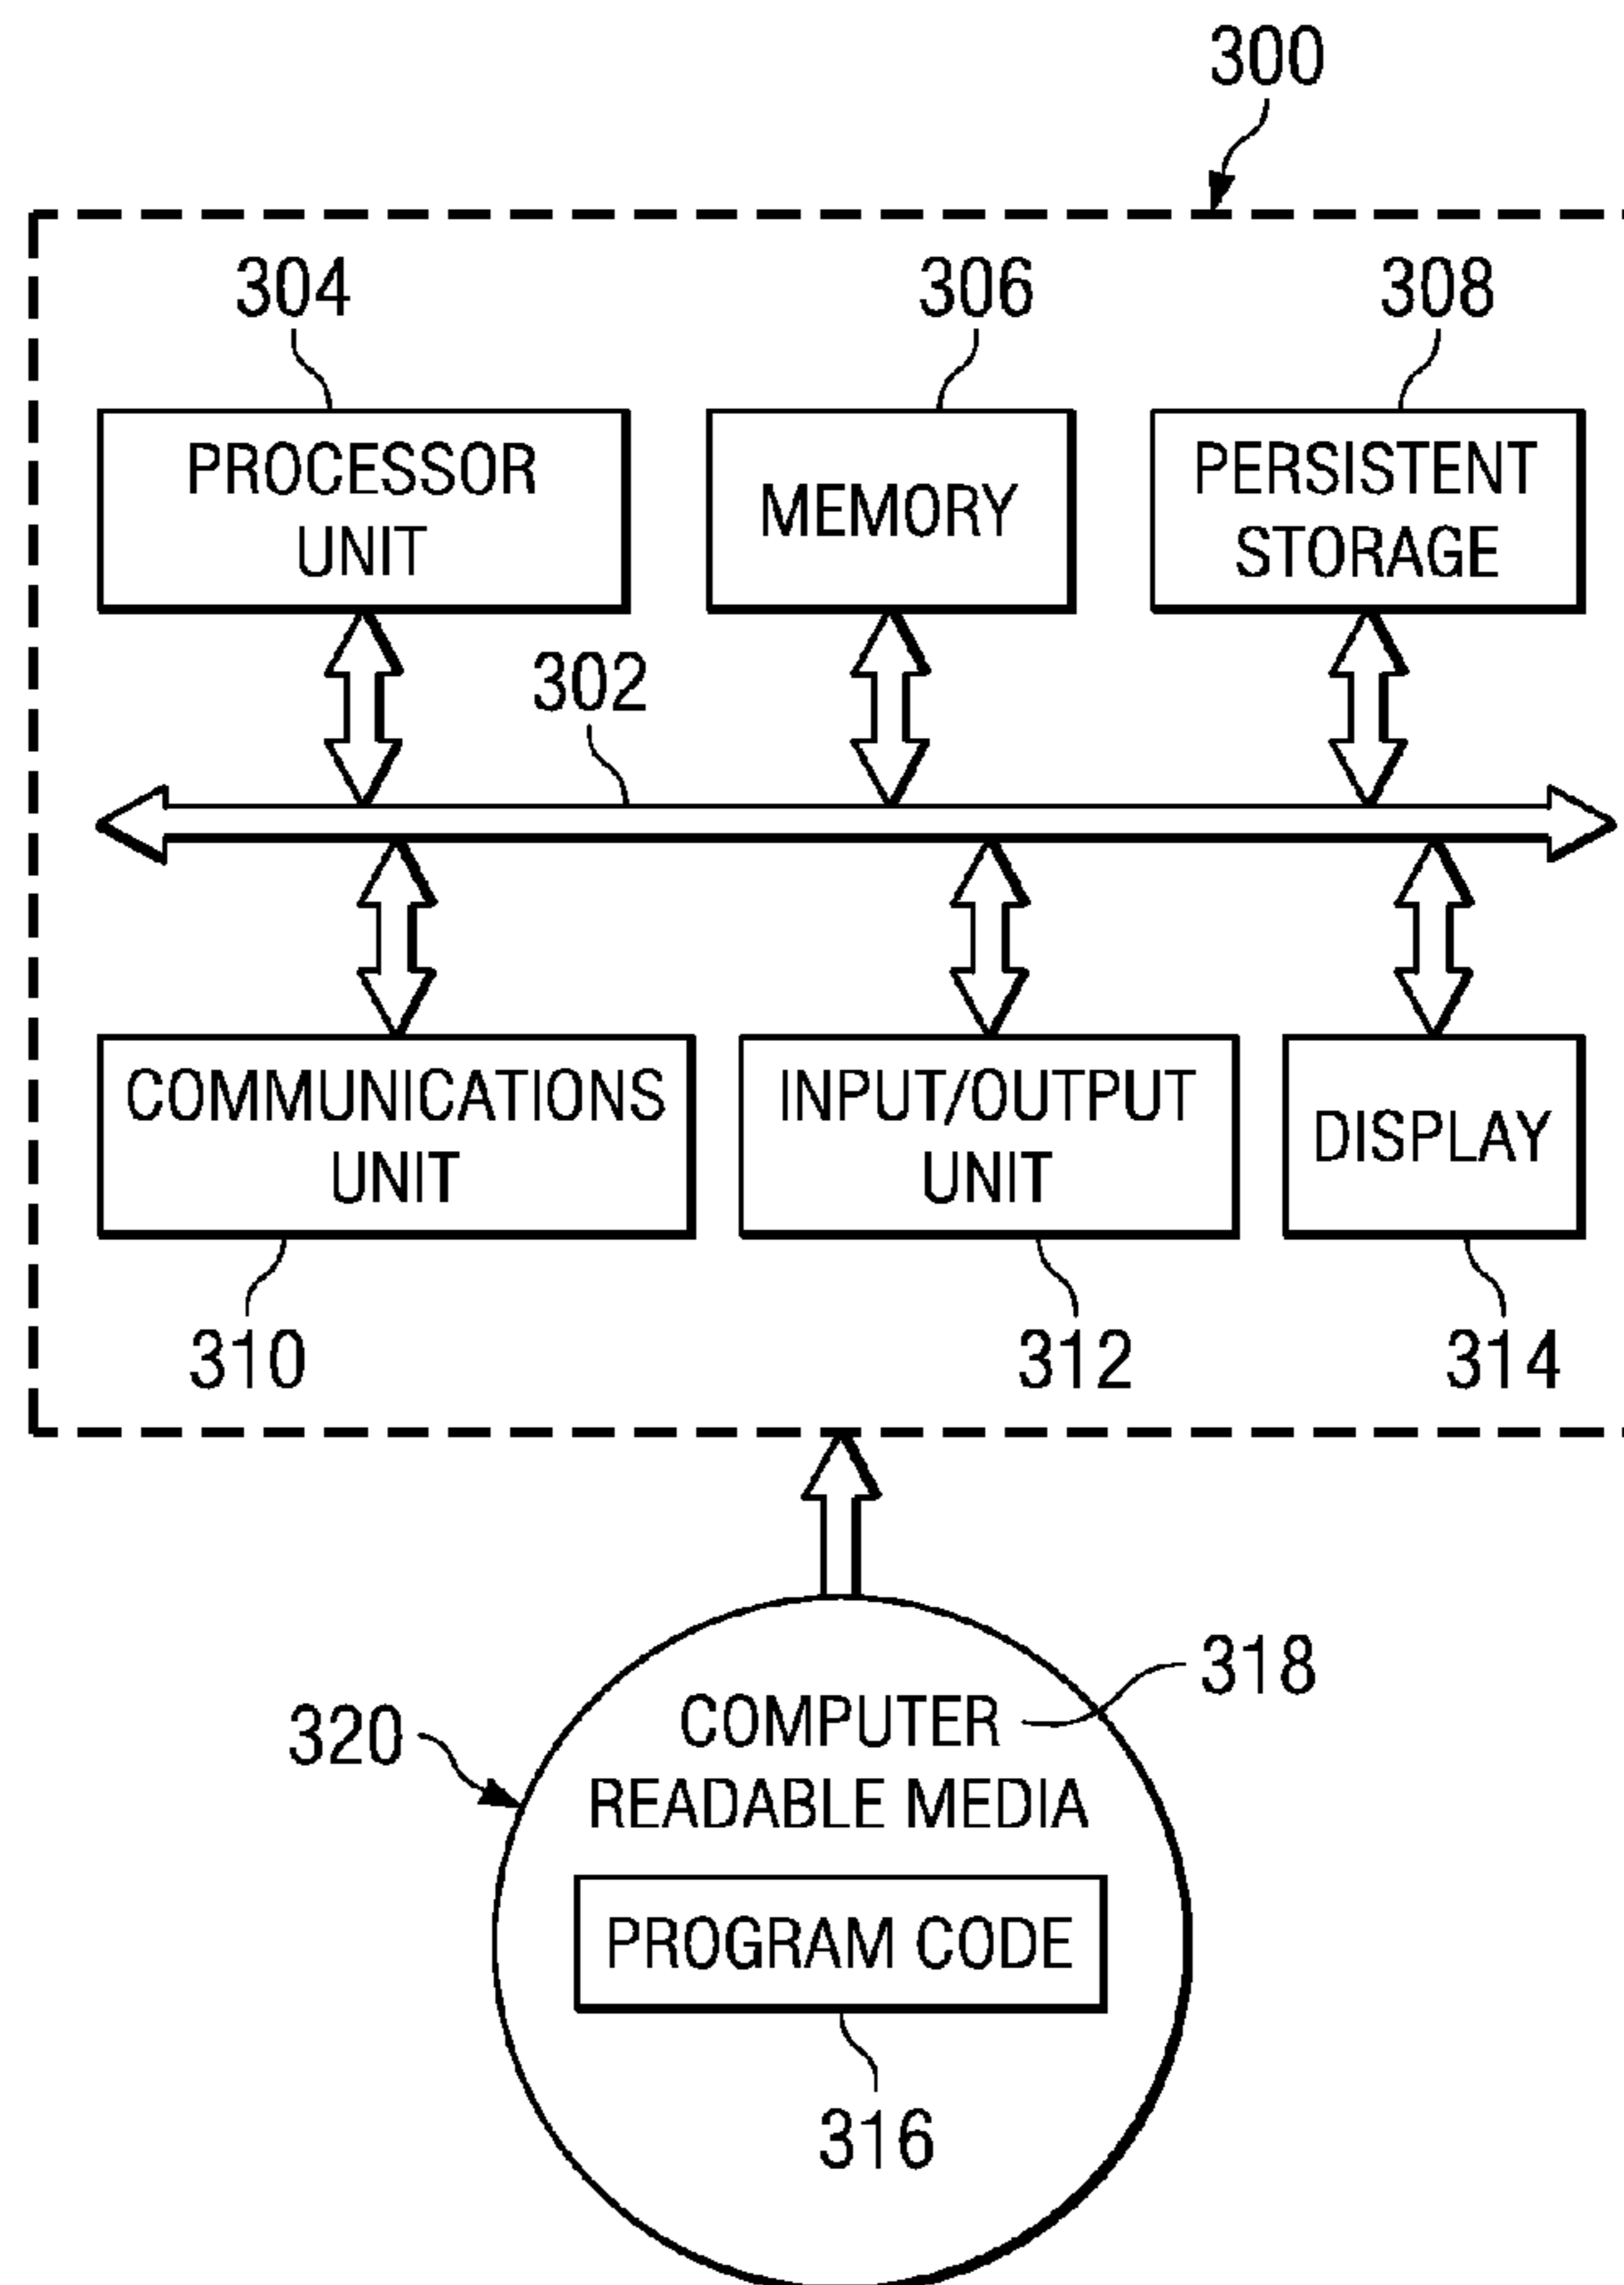 300
304
306
308
PROCESSOR
UNIT
MEMORY
PERSISTENT
STORAGE
302
COMMUNICATIONS
UNIT
INPUT/OUTPUT
UNIT
DISPLAY
310
312
314
318
320
COMPUTER
READABLE MEDIA
PROGRAM CODE
316